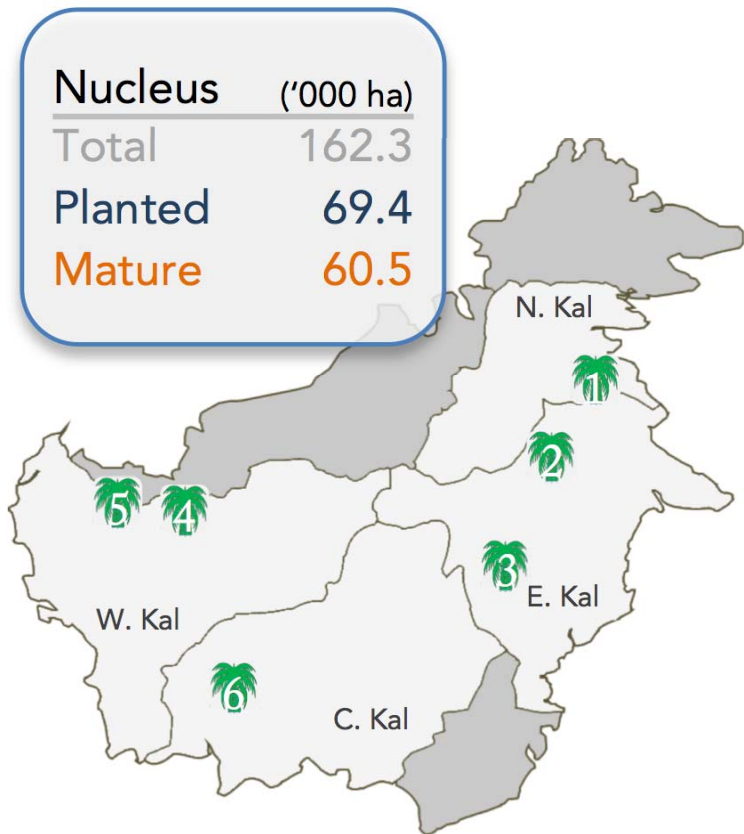 Nucleus (‘000 ha)
Total 162.3
Planted 69.4
Mature 60.5
N. Kal
1
2
5
4
3
E. Kal
W. Kal
6
C. Kal